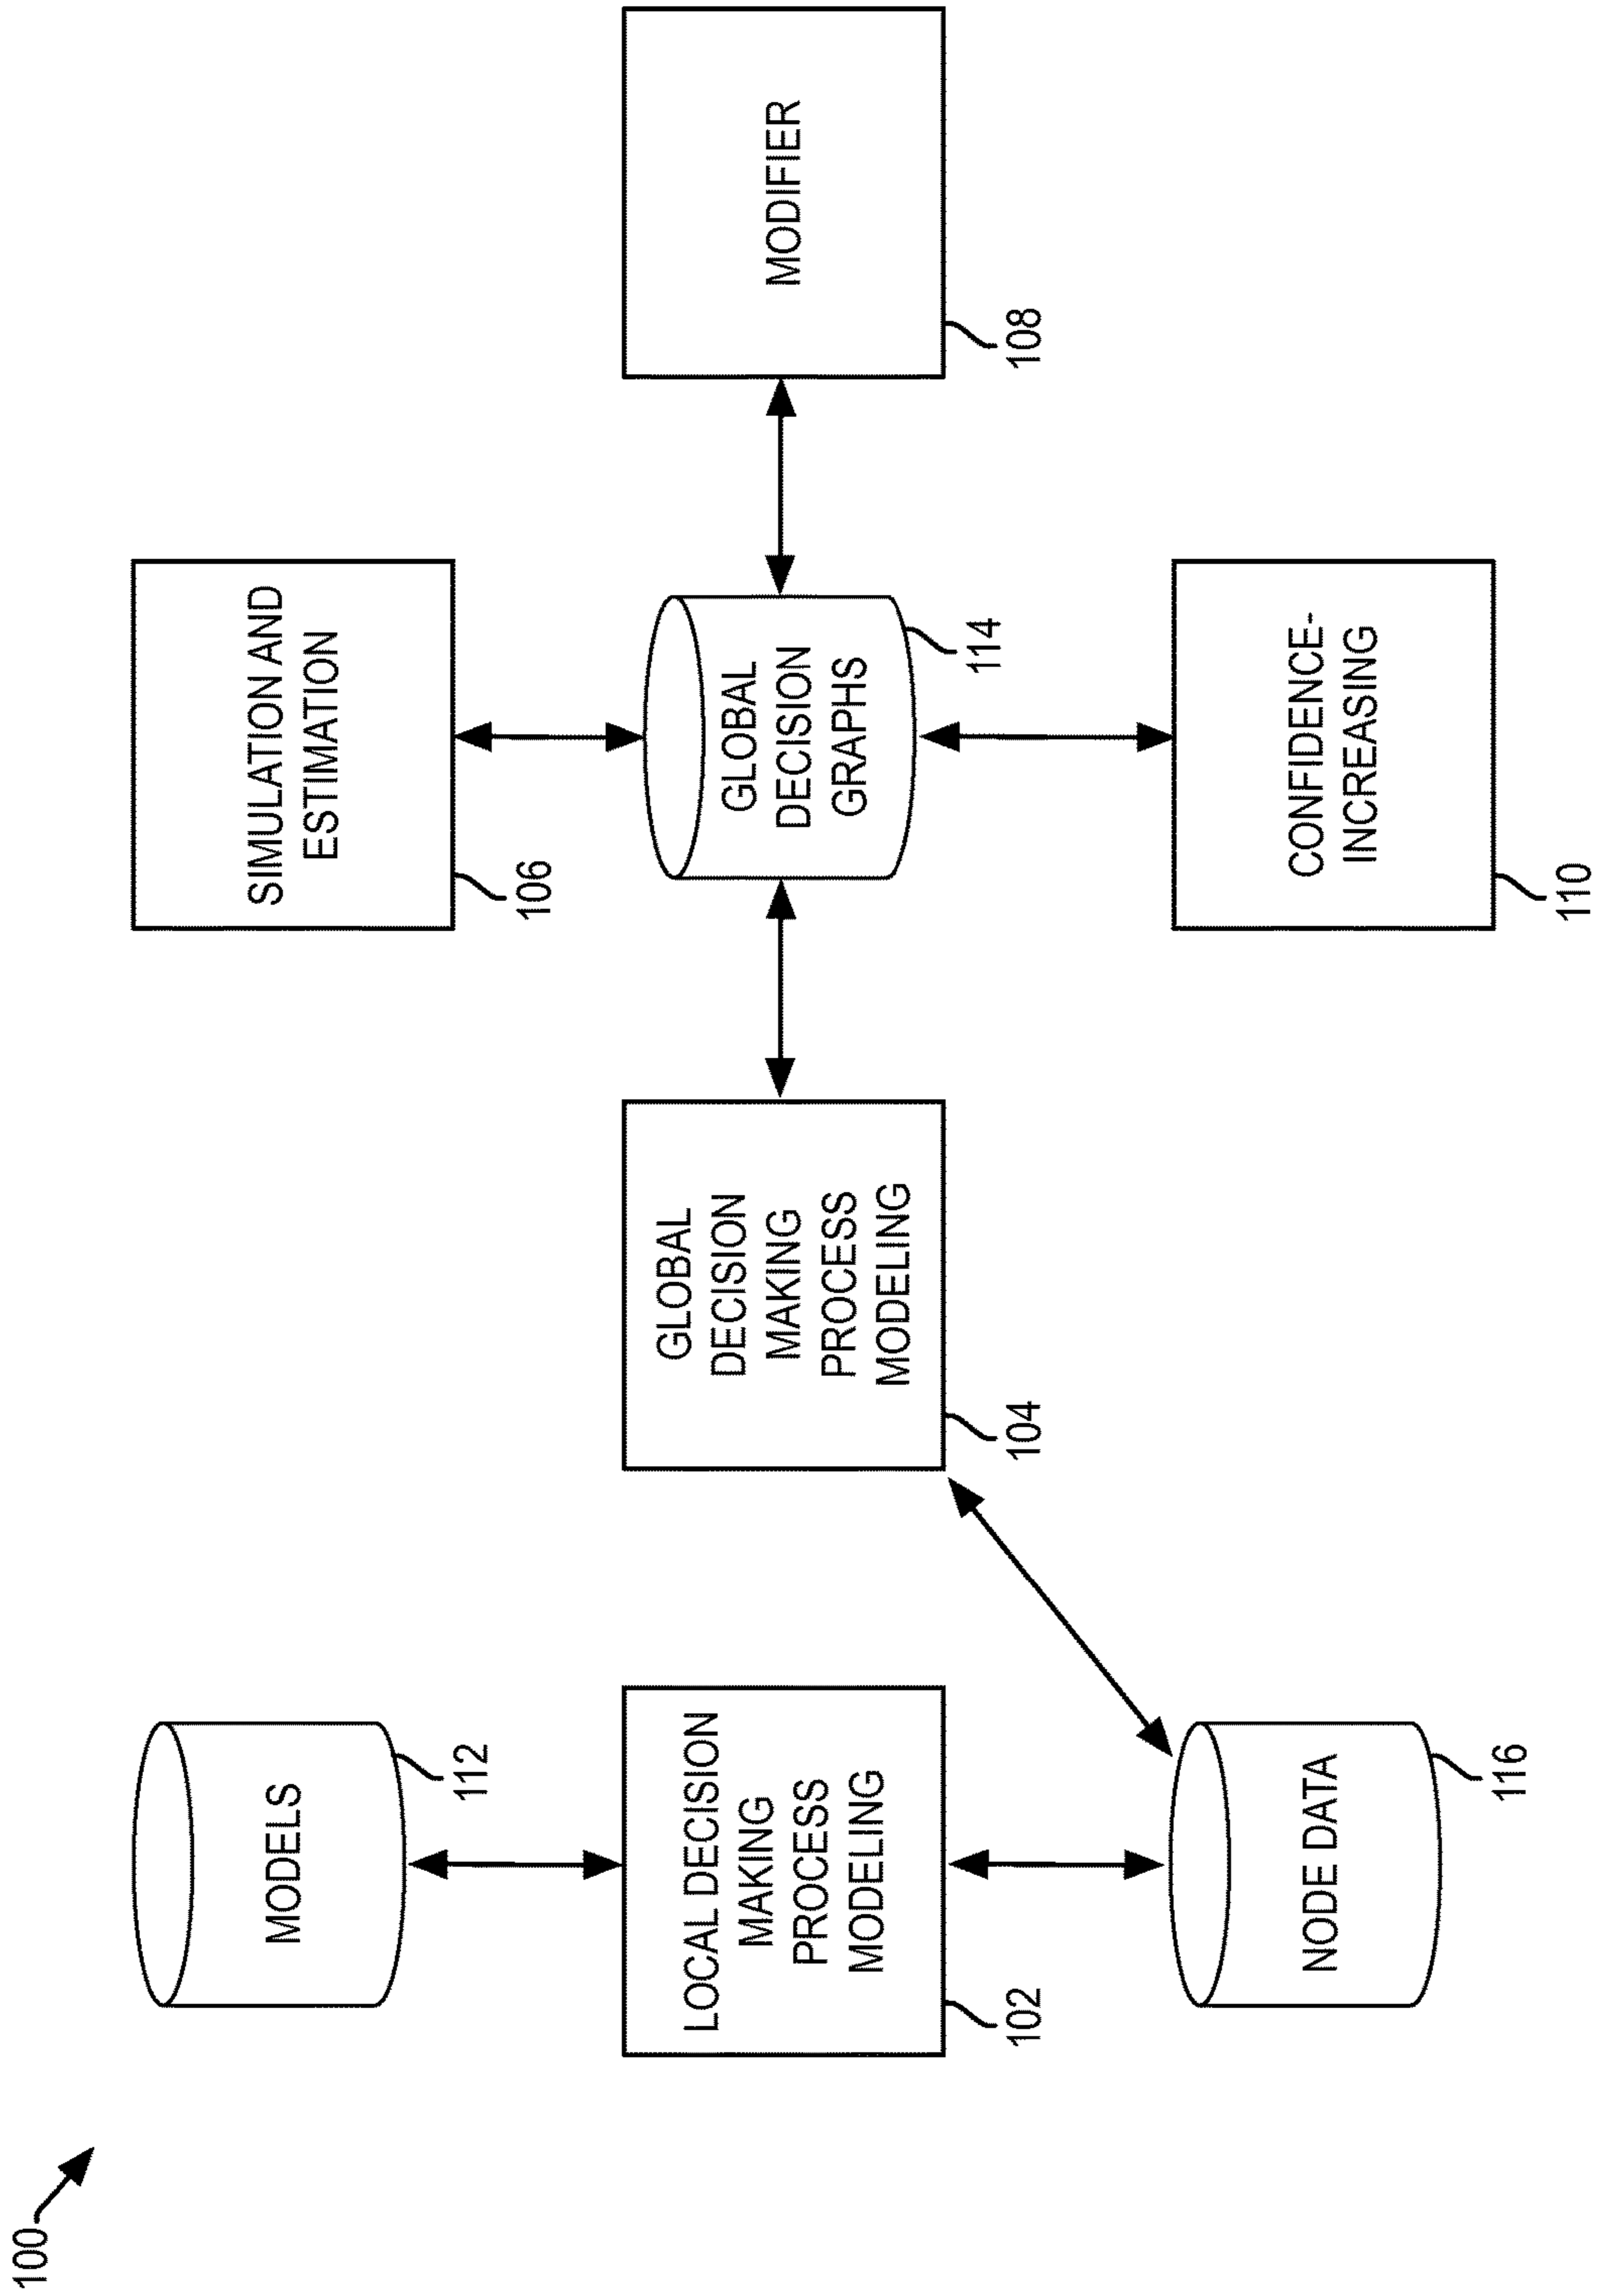 100
MODELS
112
LOCAL DECISION
MAKING
PROCESS
MODELING
102
NODE DATA
116
GLOBAL
DECISION
MAKING
PROCESS
MODELING
104
SIMULATION AND
ESTIMATION
106
GLOBAL
DECISION
GRAPHS
114
CONFIDENCE-
INCREASING
110
MODIFIER
108